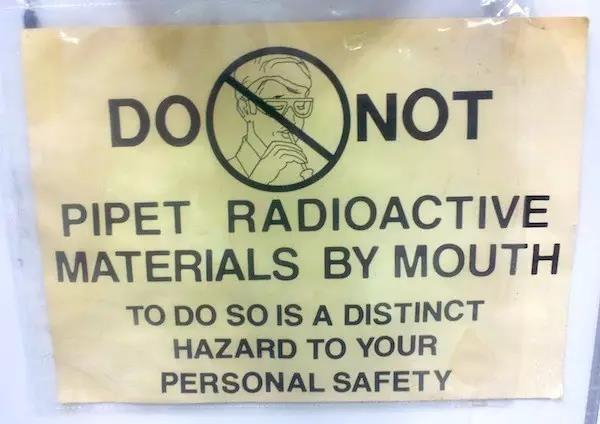 DO NOT
PIPET RADIOACTIVE
MATERIALS BY MOUTH
TO DO SO IS A DISTINCT
HAZARD TO YOUR
PERSONAL SAFETY